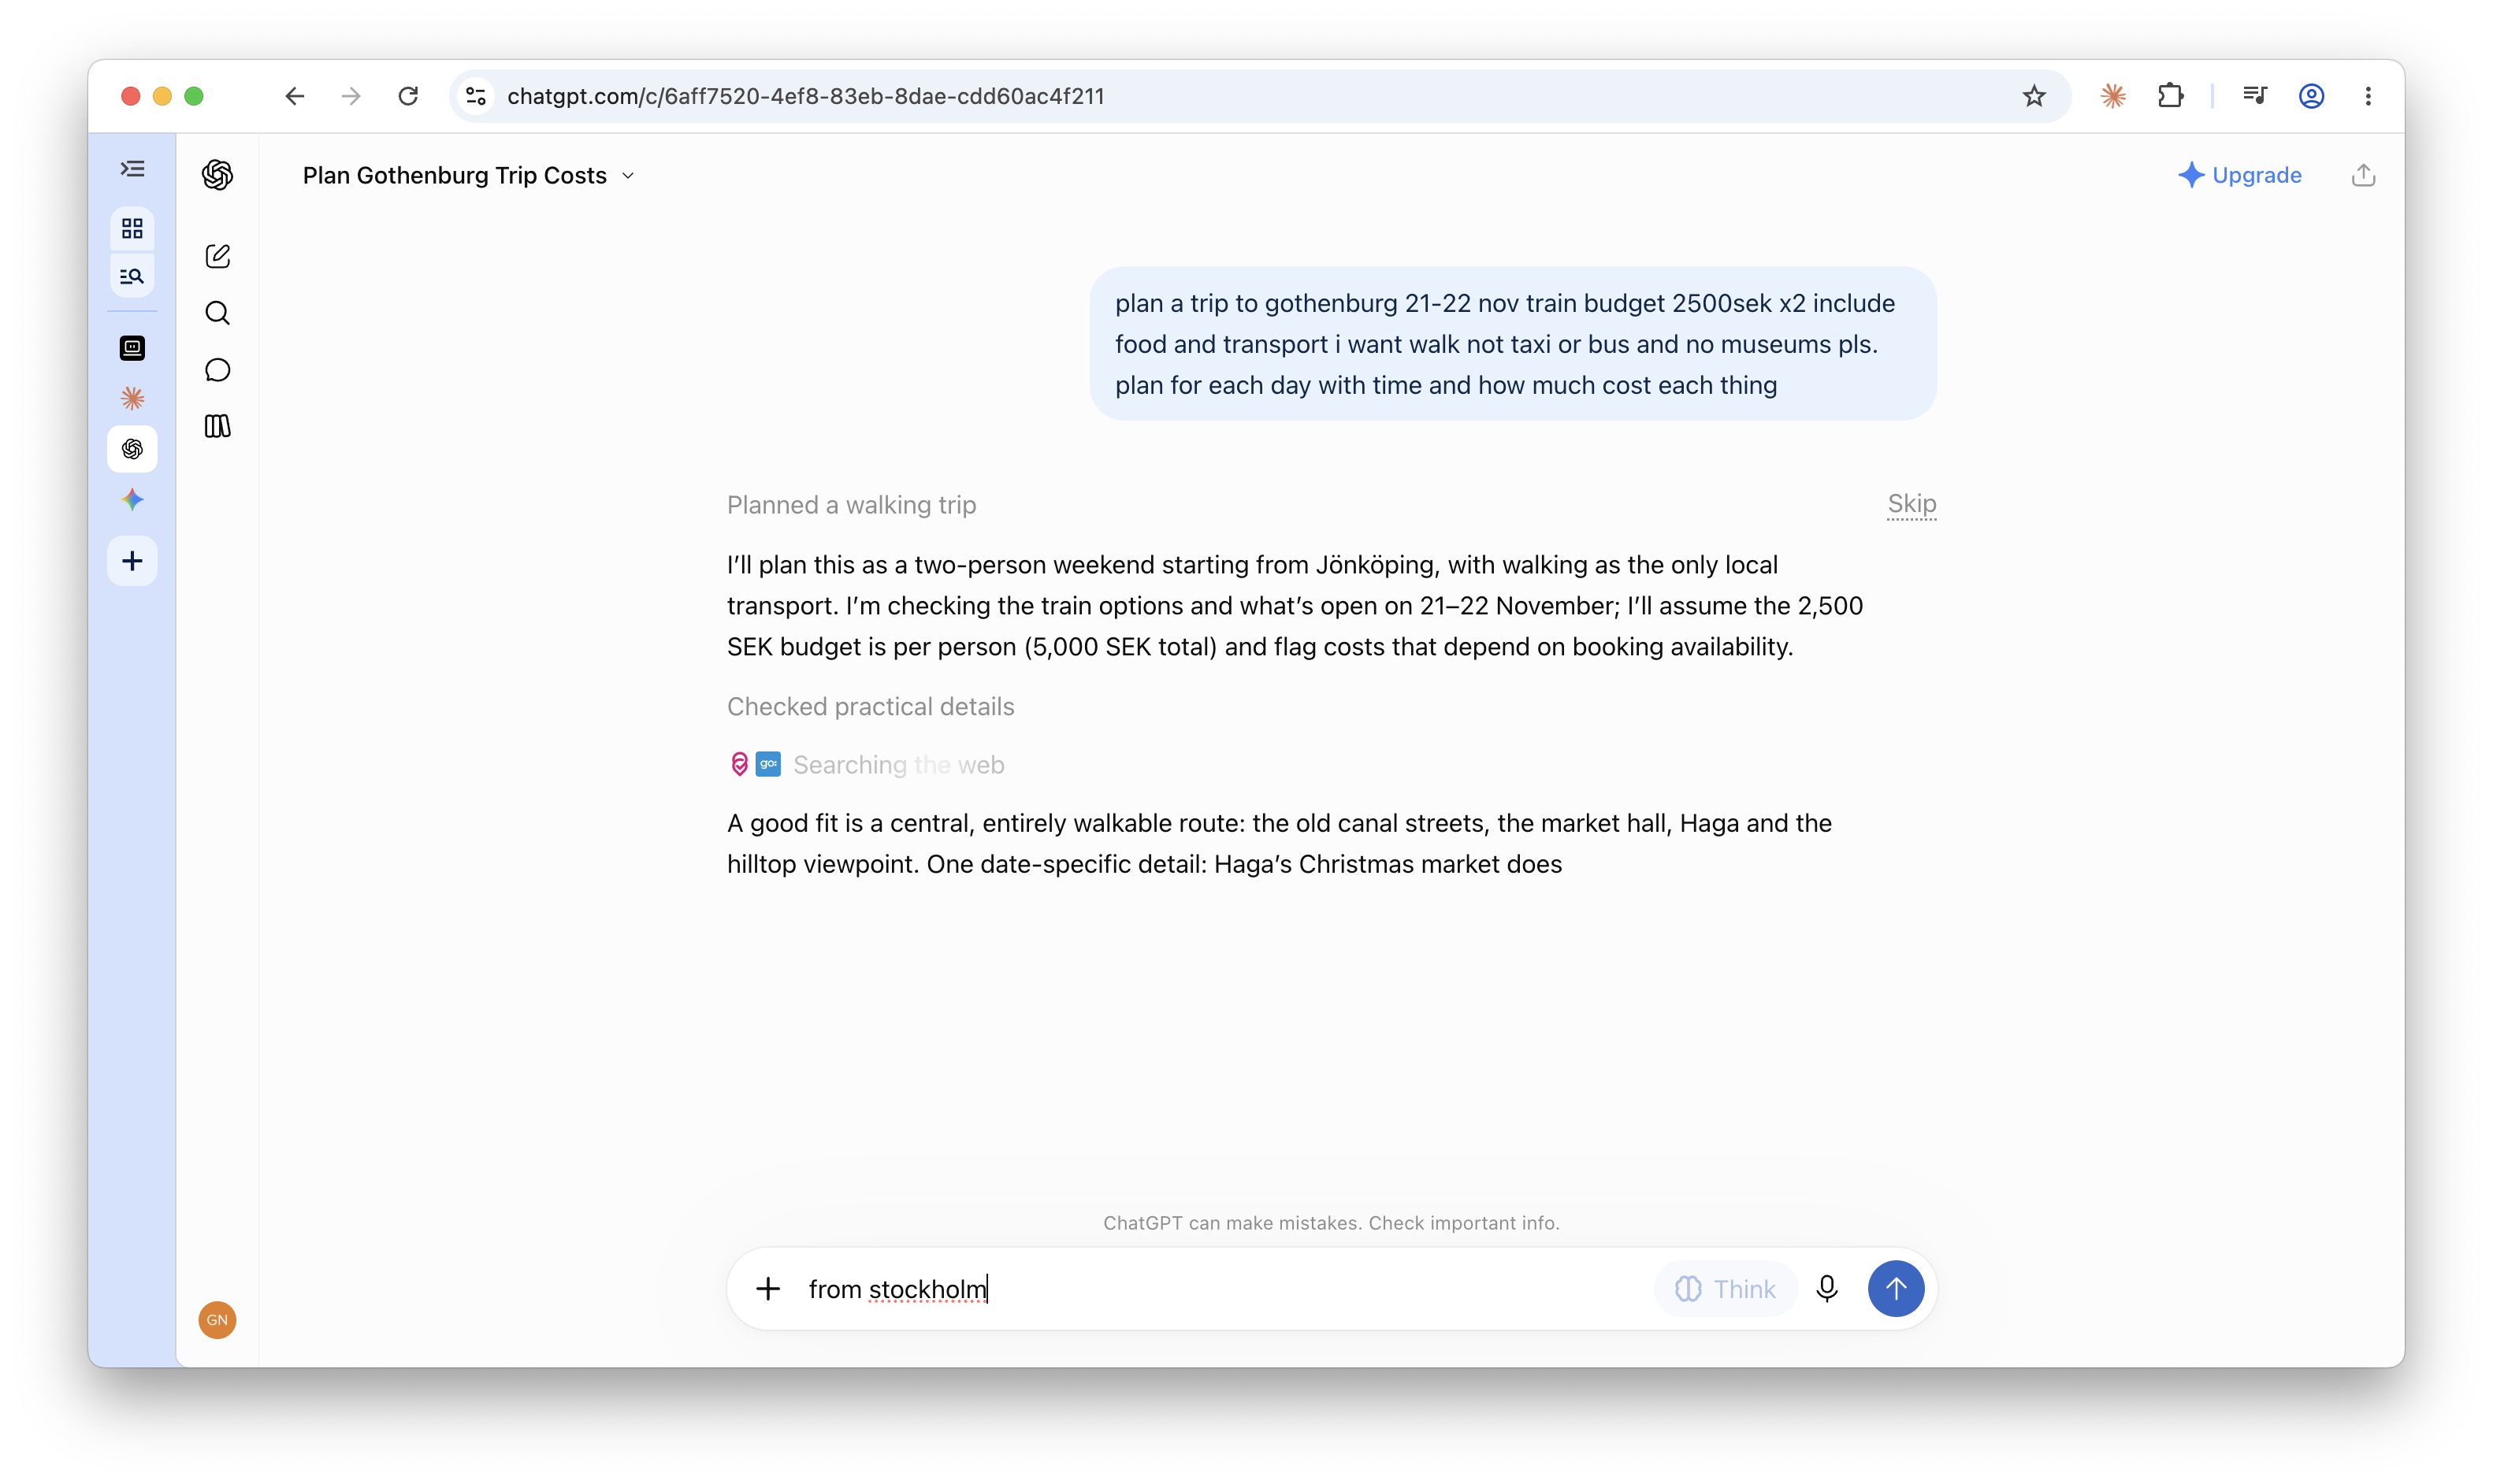 chatgpt.com/c/6aff7520-4ef8-83eb-8dae-cdd60ac4f211
Plan Gothenburg Trip Costs
Upgrade
plan a trip to gothenburg 21-22 nov train budget 2500sek x2 include
food and transport i want walk not taxi or bus and no museums pls.
plan for each day with time and how much cost each thing
Planned a walking trip
Skip
I’ll plan this as a two-person weekend starting from Jönköping, with walking as the only local
transport. I’m checking the train options and what’s open on 21–22 November; I’ll assume the 2,500
SEK budget is per person (5,000 SEK total) and flag costs that depend on booking availability.
Checked practical details
go:
Searching the web
A good fit is a central, entirely walkable route: the old canal streets, the market hall, Haga and the
hilltop viewpoint. One date-specific detail: Haga’s Christmas market does
ChatGPT can make mistakes. Check important info.
from stockholm
Think
GN